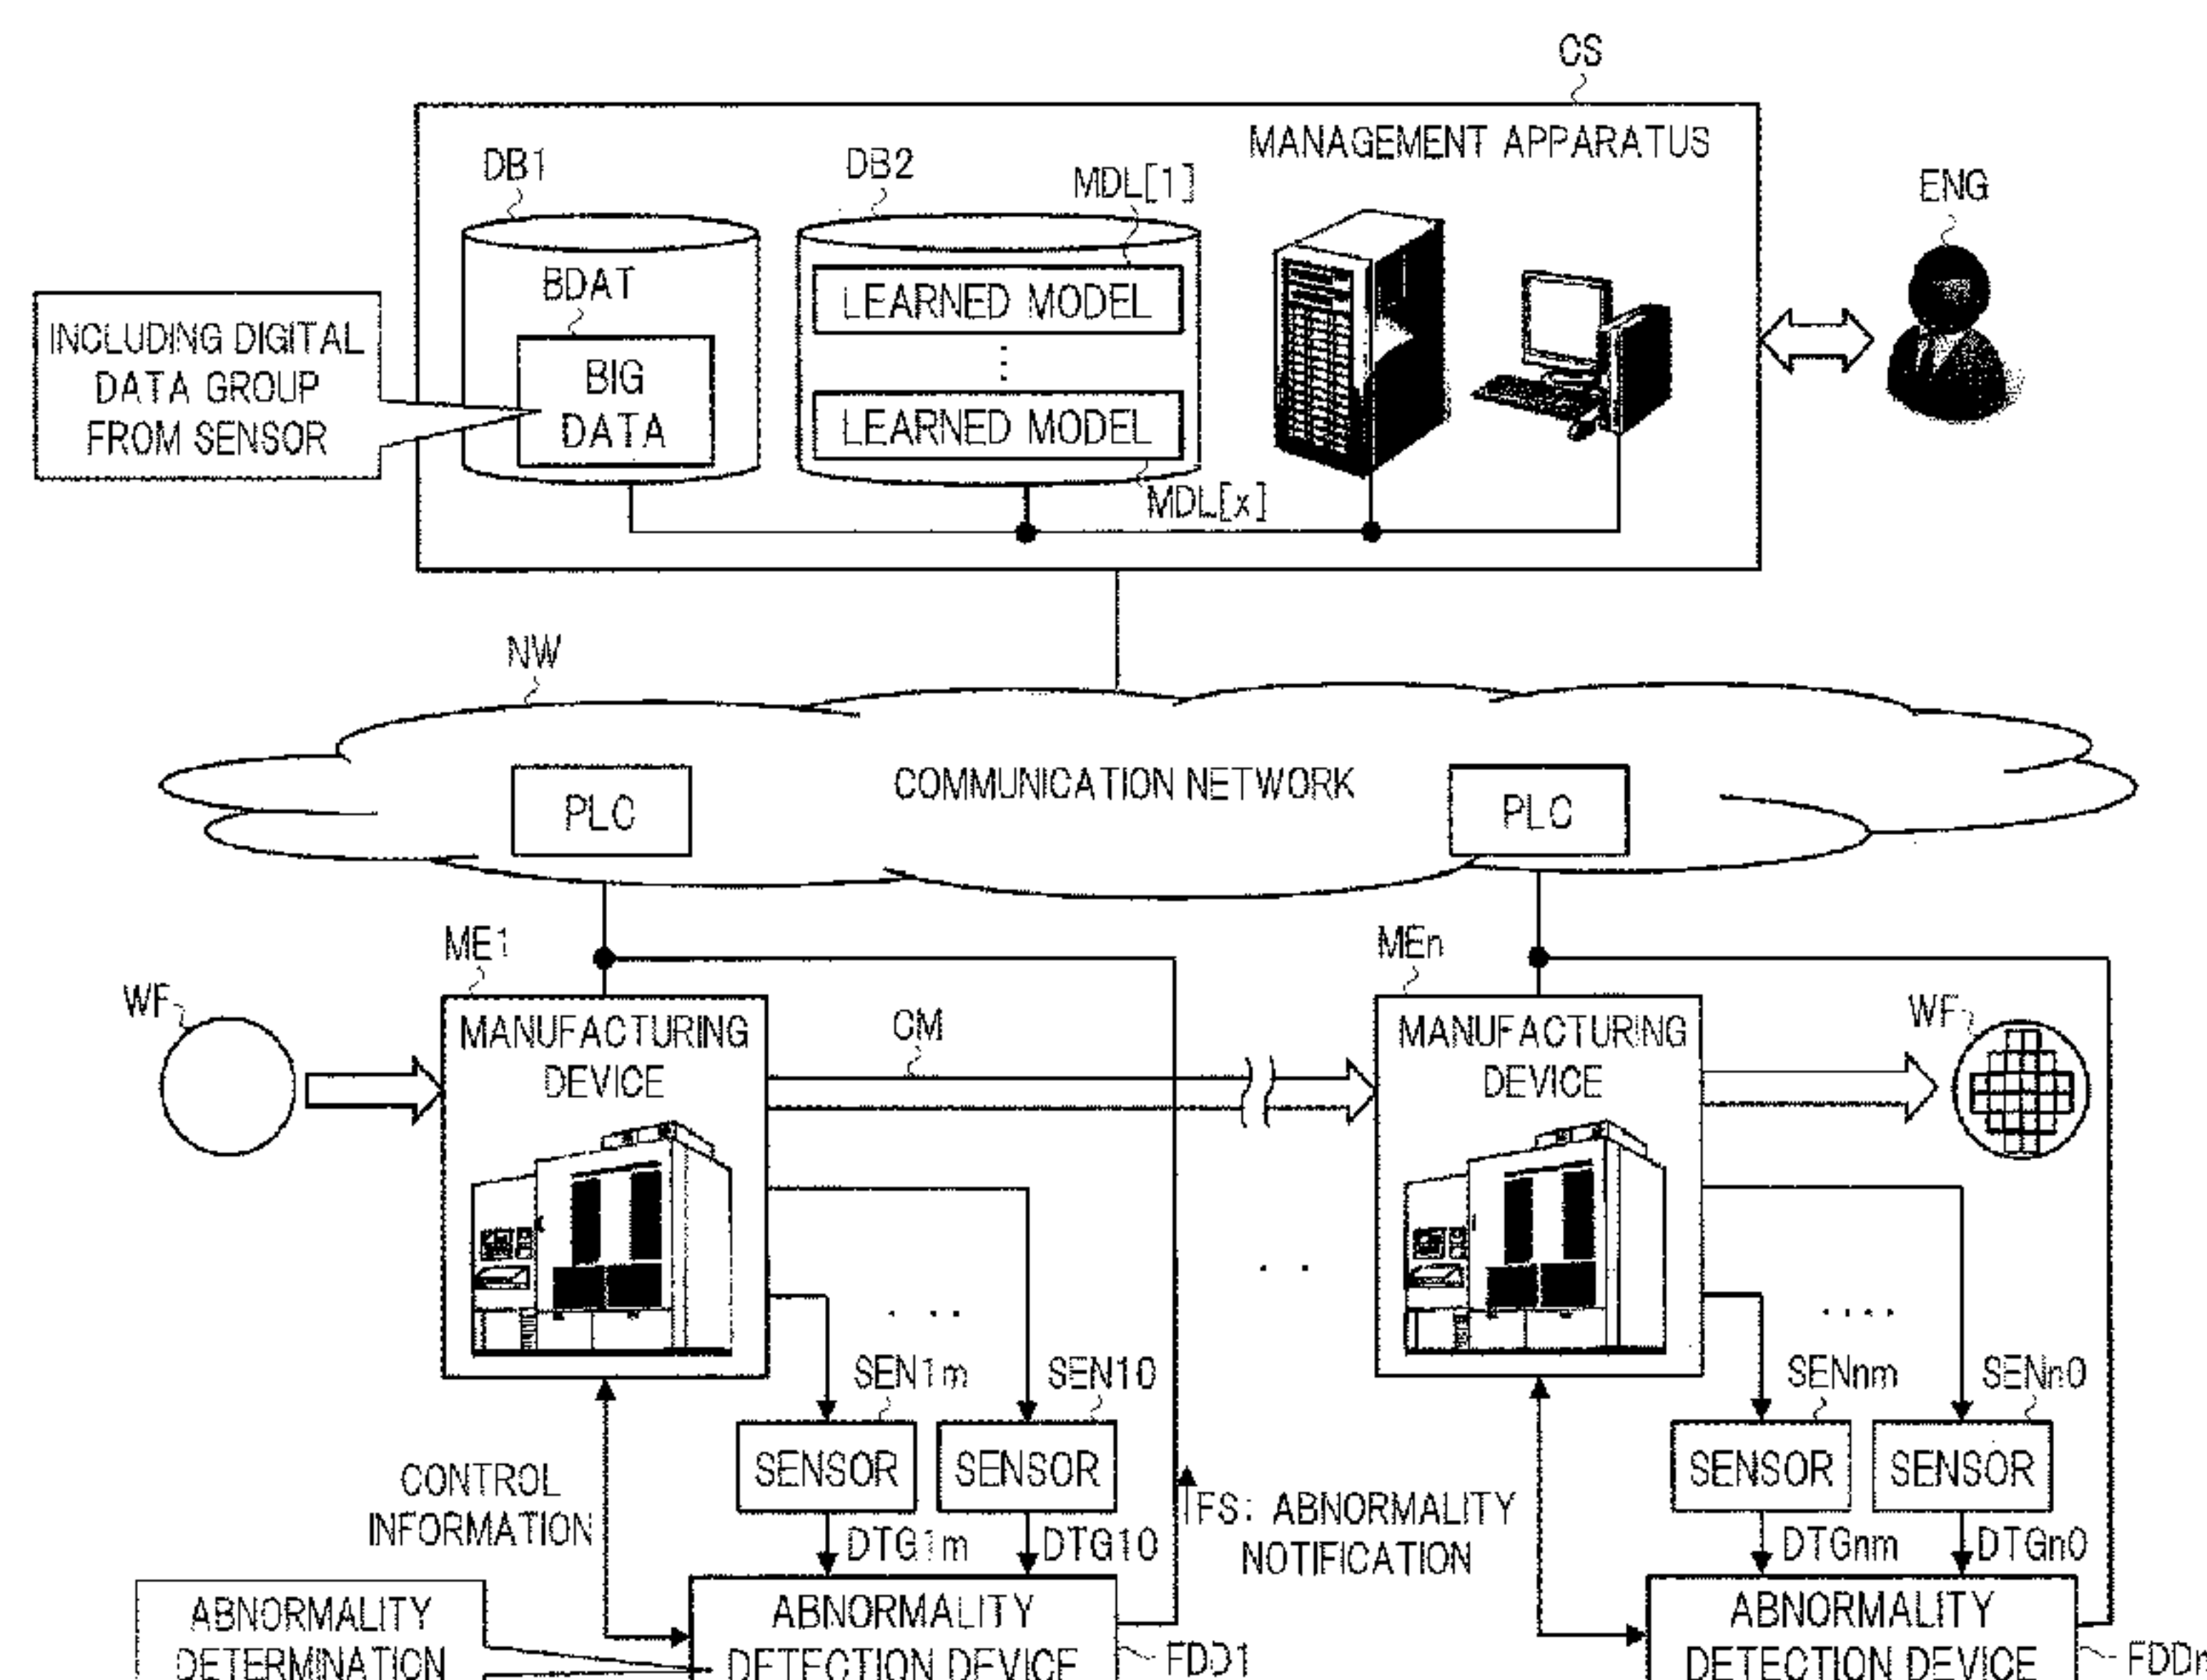 CS
MANAGEMENT APPARATUS
DB1
DB2
MDL[1]
ENG
BDAT
LEARNED MODEL
INCLUDING DIGITAL
DATA GROUP
FROM SENSOR
BIG
DATA
LEARNED MODEL
MDL[x]
NW
COMMUNICATION NETWORK
PLC
PLC
ME1
MEn
WF
MANUFACTURING
DEVICE
CM
MANUFACTURING
DEVICE
WF
SEN1m
SEN10
SENnm
SENn0
SENSOR
SENSOR
SENSOR
SENSOR
CONTROL
INFORMATION
DTG1m
DTG10
FS: ABNORMALITY
NOTIFICATION
DTGnm
DTGn0
ABNORMALITY
DETERMINATION
ABNORMALITY
DETECTION DEVICE
FDD1
ABNORMALITY
DETECTION DEVICE
FDDn